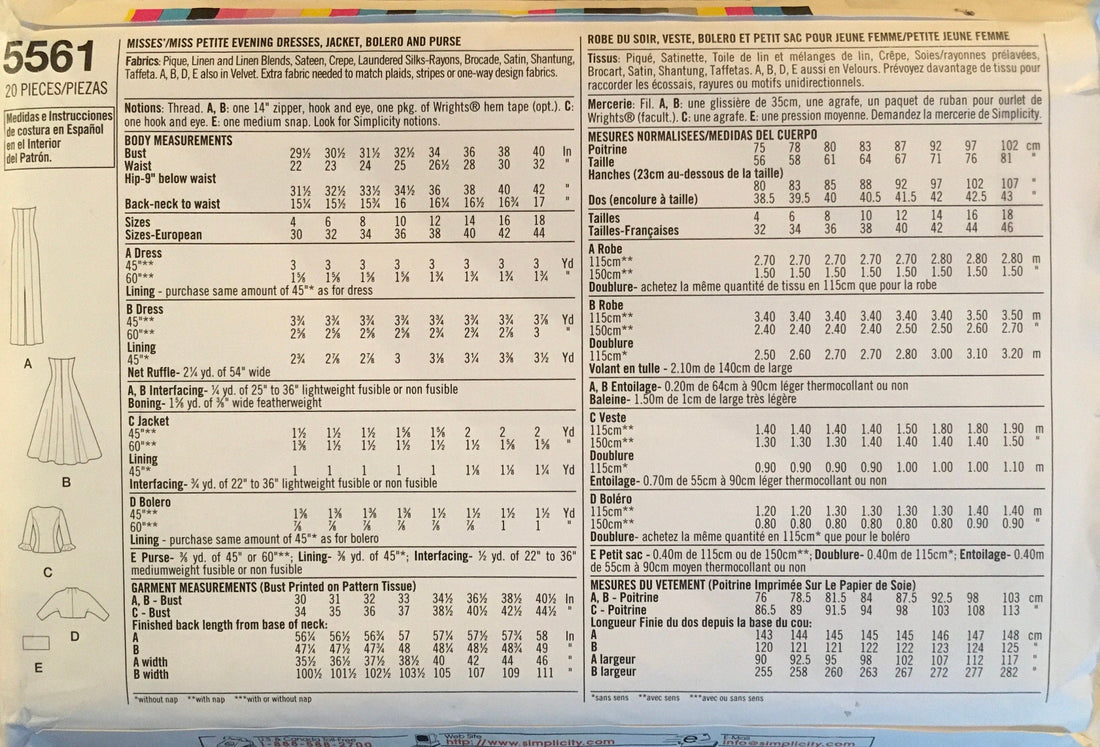 5561
20 PIECES/PIEZAS
Medidas e Instrucciones
de costura en Español
en el Interior
del Patrón.
A
B
C
D
E
MISSES'/MISS PETITE EVENING DRESSES, JACKET, BOLERO AND PURSE
Fabrics: Pique, Linen and Linen Blends, Sateen, Crepe, Laundered Silks-Rayons, Brocade, Satin, Shantung,
Taffeta. A, B, D, E also in Velvet. Extra fabric needed to match plaids, stripes or one-way design fabrics.
Notions: Thread. A, B: one 14" zipper, hook and eye, one pkg. of Wrights® hem tape (opt.). C:
one hook and eye. E: one medium snap. Look for Simplicity notions.
BODY MEASUREMENTS
Bust 29½ 30½ 31½ 32½ 34 36 38 40 In
Waist 22 23 24 25 26½ 28 30 32 "
Hip-9" below waist
31½ 32½ 33½ 34½ 36 38 40 42 "
Back-neck to waist 15¼ 15½ 15¾ 16 16¼ 16½ 16¾ 17 "
Sizes 4 6 8 10 12 14 16 18
Sizes-European 30 32 34 36 38 40 42 44
A Dress
45"** 3 3 3 3 3 3 3 3 Yd
60"** 1⅝ 1⅝ 1⅝ 1⅝ 1¾ 1¾ 1¾ 1¾ "
Lining - purchase same amount of 45"* as for dress
B Dress
45"** 3¾ 3¾ 3¾ 3¾ 3¾ 3¾ 3¾ 3⅞ Yd
60"** 2⅝ 2⅝ 2⅝ 2⅝ 2¾ 2¾ 2⅞ 3 "
Lining
45"* 2¾ 2⅞ 2⅞ 3 3⅛ 3¼ 3⅜ 3½ Yd
Net Ruffle- 2¼ yd. of 54" wide
A, B Interfacing- ¼ yd. of 25" to 36" lightweight fusible or non fusible
Boning- 1⅝ yd. of ⅜" wide featherweight
C Jacket
45"** 1½ 1½ 1½ 1⅝ 1⅝ 2 2 2 Yd
60"** 1⅜ 1½ 1½ 1½ 1½ 1½ 1⅝ 1⅝ "
Lining
45"* 1 1 1 1 1 1⅛ 1⅛ 1¼ Yd
Interfacing- ¾ yd. of 22" to 36" lightweight fusible or non fusible
D Bolero
45"** 1⅜ 1⅜ 1⅜ 1⅜ 1½ 1½ 1½ 1½ Yd
60"** ⅞ ⅞ ⅞ ⅞ ⅞ ⅞ 1 1 "
Lining - purchase same amount of 45"* as for bolero
E Purse- ⅜ yd. of 45" or 60"**; Lining- ⅜ yd. of 45"*; Interfacing- ½ yd. of 22" to 36"
mediumweight fusible or non fusible
GARMENT MEASUREMENTS (Bust Printed on Pattern Tissue)
A, B - Bust 30 31 32 33 34½ 36½ 38½ 40½ In
C - Bust 34 35 36 37 38½ 40½ 42½ 44½ "
Finished back length from base of neck:
A 56¼ 56½ 56¾ 57 57¼ 57½ 57¾ 58 In
B 47¼ 47½ 47¾ 48 48¼ 48½ 48¾ 49 "
A width 35½ 36½ 37½ 38½ 40 42 44 46 "
B width 100½ 101½ 102½ 103½ 105 107 109 111 "
*without nap **with nap ***with or without nap
ROBE DU SOIR, VESTE, BOLERO ET PETIT SAC POUR JEUNE FEMME/PETITE JEUNE FEMME
Tissus: Piqué, Satinette, Toile de lin et mélanges de lin, Crêpe, Soies/rayonnes prélavées,
Brocart, Satin, Shantung, Taffetas. A, B, D, E aussi en Velours. Prévoyez davantage de tissu pour
raccorder les écossais, rayures ou motifs unidirectionnels.
Mercerie: Fil. A, B: une glissière de 35cm, une agrafe, un paquet de ruban pour ourlet de
Wrights® (facult.). C: une agrafe. E: une pression moyenne. Demandez la mercerie de Simplicity.
MESURES NORMALISEES/MEDIDAS DEL CUERPO
Poitrine 75 78 80 83 87 92 97 102 cm
Taille 56 58 61 64 67 71 76 81 "
Hanches (23cm au-dessous de la taille)
80 83 85 88 92 97 102 107 "
Dos (encolure à taille) 38.5 39.5 40 40.5 41.5 42 42.5 43 "
Tailles 4 6 8 10 12 14 16 18
Tailles-Françaises 32 34 36 38 40 42 44 46
A Robe
115cm** 2.70 2.70 2.70 2.70 2.70 2.80 2.80 2.80 m
150cm** 1.50 1.50 1.50 1.50 1.50 1.50 1.50 1.50 "
Doublure- achetez la même quantité de tissu en 115cm que pour la robe
B Robe
115cm** 3.40 3.40 3.40 3.40 3.40 3.40 3.50 3.50 m
150cm** 2.40 2.40 2.40 2.40 2.50 2.50 2.60 2.70 "
Doublure
115cm* 2.50 2.60 2.70 2.70 2.80 3.00 3.10 3.20 m
Volant en tulle - 2.10m de 140cm de large
A, B Entoilage- 0.20m de 64cm à 90cm léger thermocollant ou non
Baleine- 1.50m de 1cm de large très légère
C Veste
115cm** 1.40 1.40 1.40 1.40 1.50 1.80 1.80 1.90 m
150cm** 1.30 1.30 1.30 1.40 1.40 1.40 1.40 1.50 "
Doublure
115cm* 0.90 0.90 0.90 0.90 1.00 1.00 1.00 1.10 m
Entoilage- 0.70m de 55cm à 90cm léger thermocollant ou non
D Boléro
115cm** 1.20 1.20 1.30 1.30 1.30 1.30 1.40 1.40 m
150cm** 0.80 0.80 0.80 0.80 0.80 0.80 0.90 0.90 "
Doublure- achetez la même quantité en 115cm* que pour le boléro
E Petit sac - 0.40m de 115cm ou de 150cm**; Doublure- 0.40m de 115cm*; Entoilage- 0.40m
de 55cm à 90cm moyen thermocollant ou non
MESURES DU VETEMENT (Poitrine Imprimée Sur Le Papier de Soie)
A, B - Poitrine 76 78.5 81.5 84 87.5 92.5 98 103 cm
C - Poitrine 86.5 89 91.5 94 98 103 108 113 "
Longueur Finie du dos depuis la base du cou:
A 143 144 145 145 145 146 147 148 cm
B 120 121 121 122 122 123 124 125 "
A largeur 90 92.5 95 98 102 107 112 117 "
B largeur 255 258 260 263 267 272 277 282 "
*sans sens **avec sens ***avec ou sans sens
U.S & Canada Toll-Free
1-888-588-2700
Web Site
http://www.simplicity.com
E-Mail
info@simplicity.com